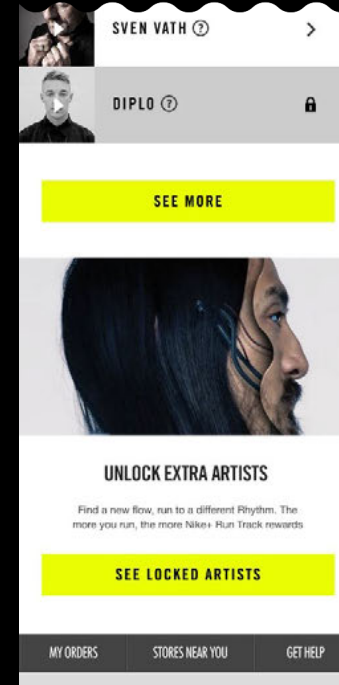 SVEN VATH ?
DIPLO ?
SEE MORE
UNLOCK EXTRA ARTISTS
Find a new flow, run to a different Rhythm. The
more you run, the more Nike+ Run Track rewards
SEE LOCKED ARTISTS
MY ORDERS STORES NEAR YOU GET HELP